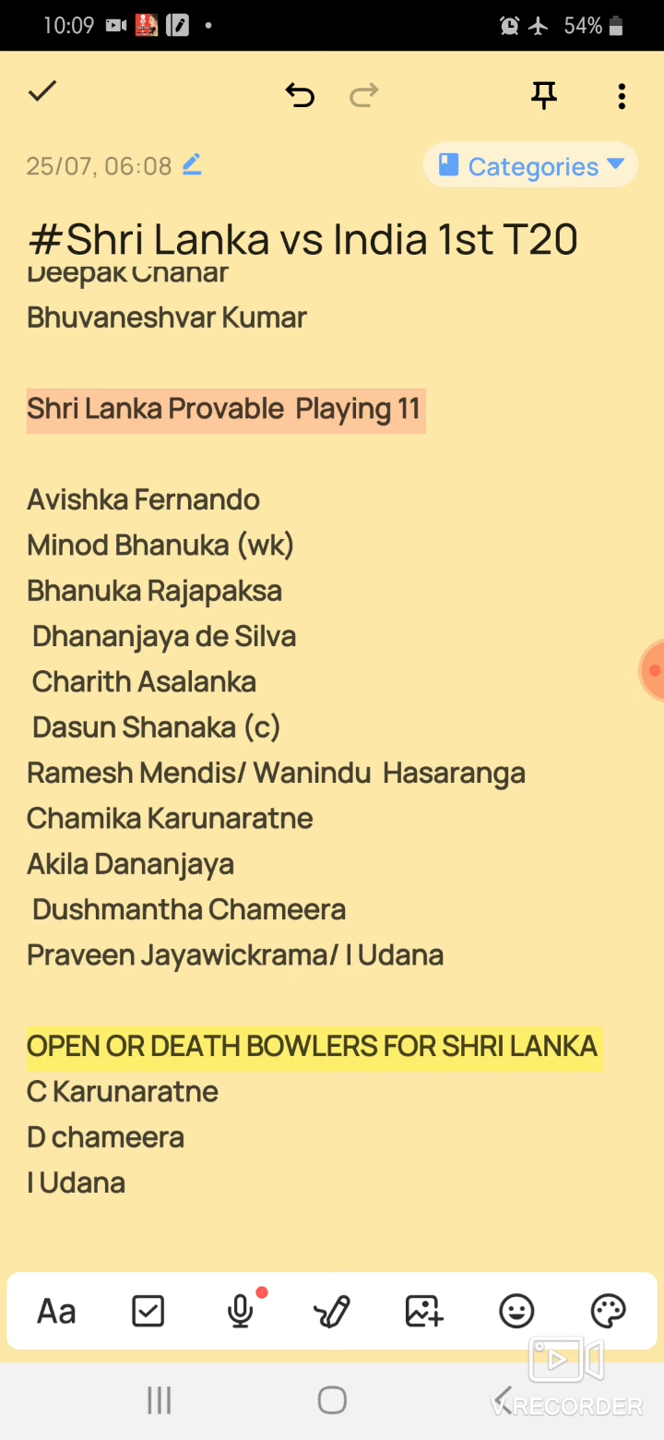 10:09
54%
25/07, 06:08
Categories
#Shri Lanka vs India 1st T20
Deepak Chahar
Bhuvaneshvar Kumar
Shri Lanka Provable Playing 11
Avishka Fernando
Minod Bhanuka (wk)
Bhanuka Rajapaksa
Dhananjaya de Silva
Charith Asalanka
Dasun Shanaka (c)
Ramesh Mendis/ Wanindu Hasaranga
Chamika Karunaratne
Akila Dananjaya
Dushmantha Chameera
Praveen Jayawickrama/ I Udana
OPEN OR DEATH BOWLERS FOR SHRI LANKA
C Karunaratne
D chameera
I Udana
Aa
V.RECORDER